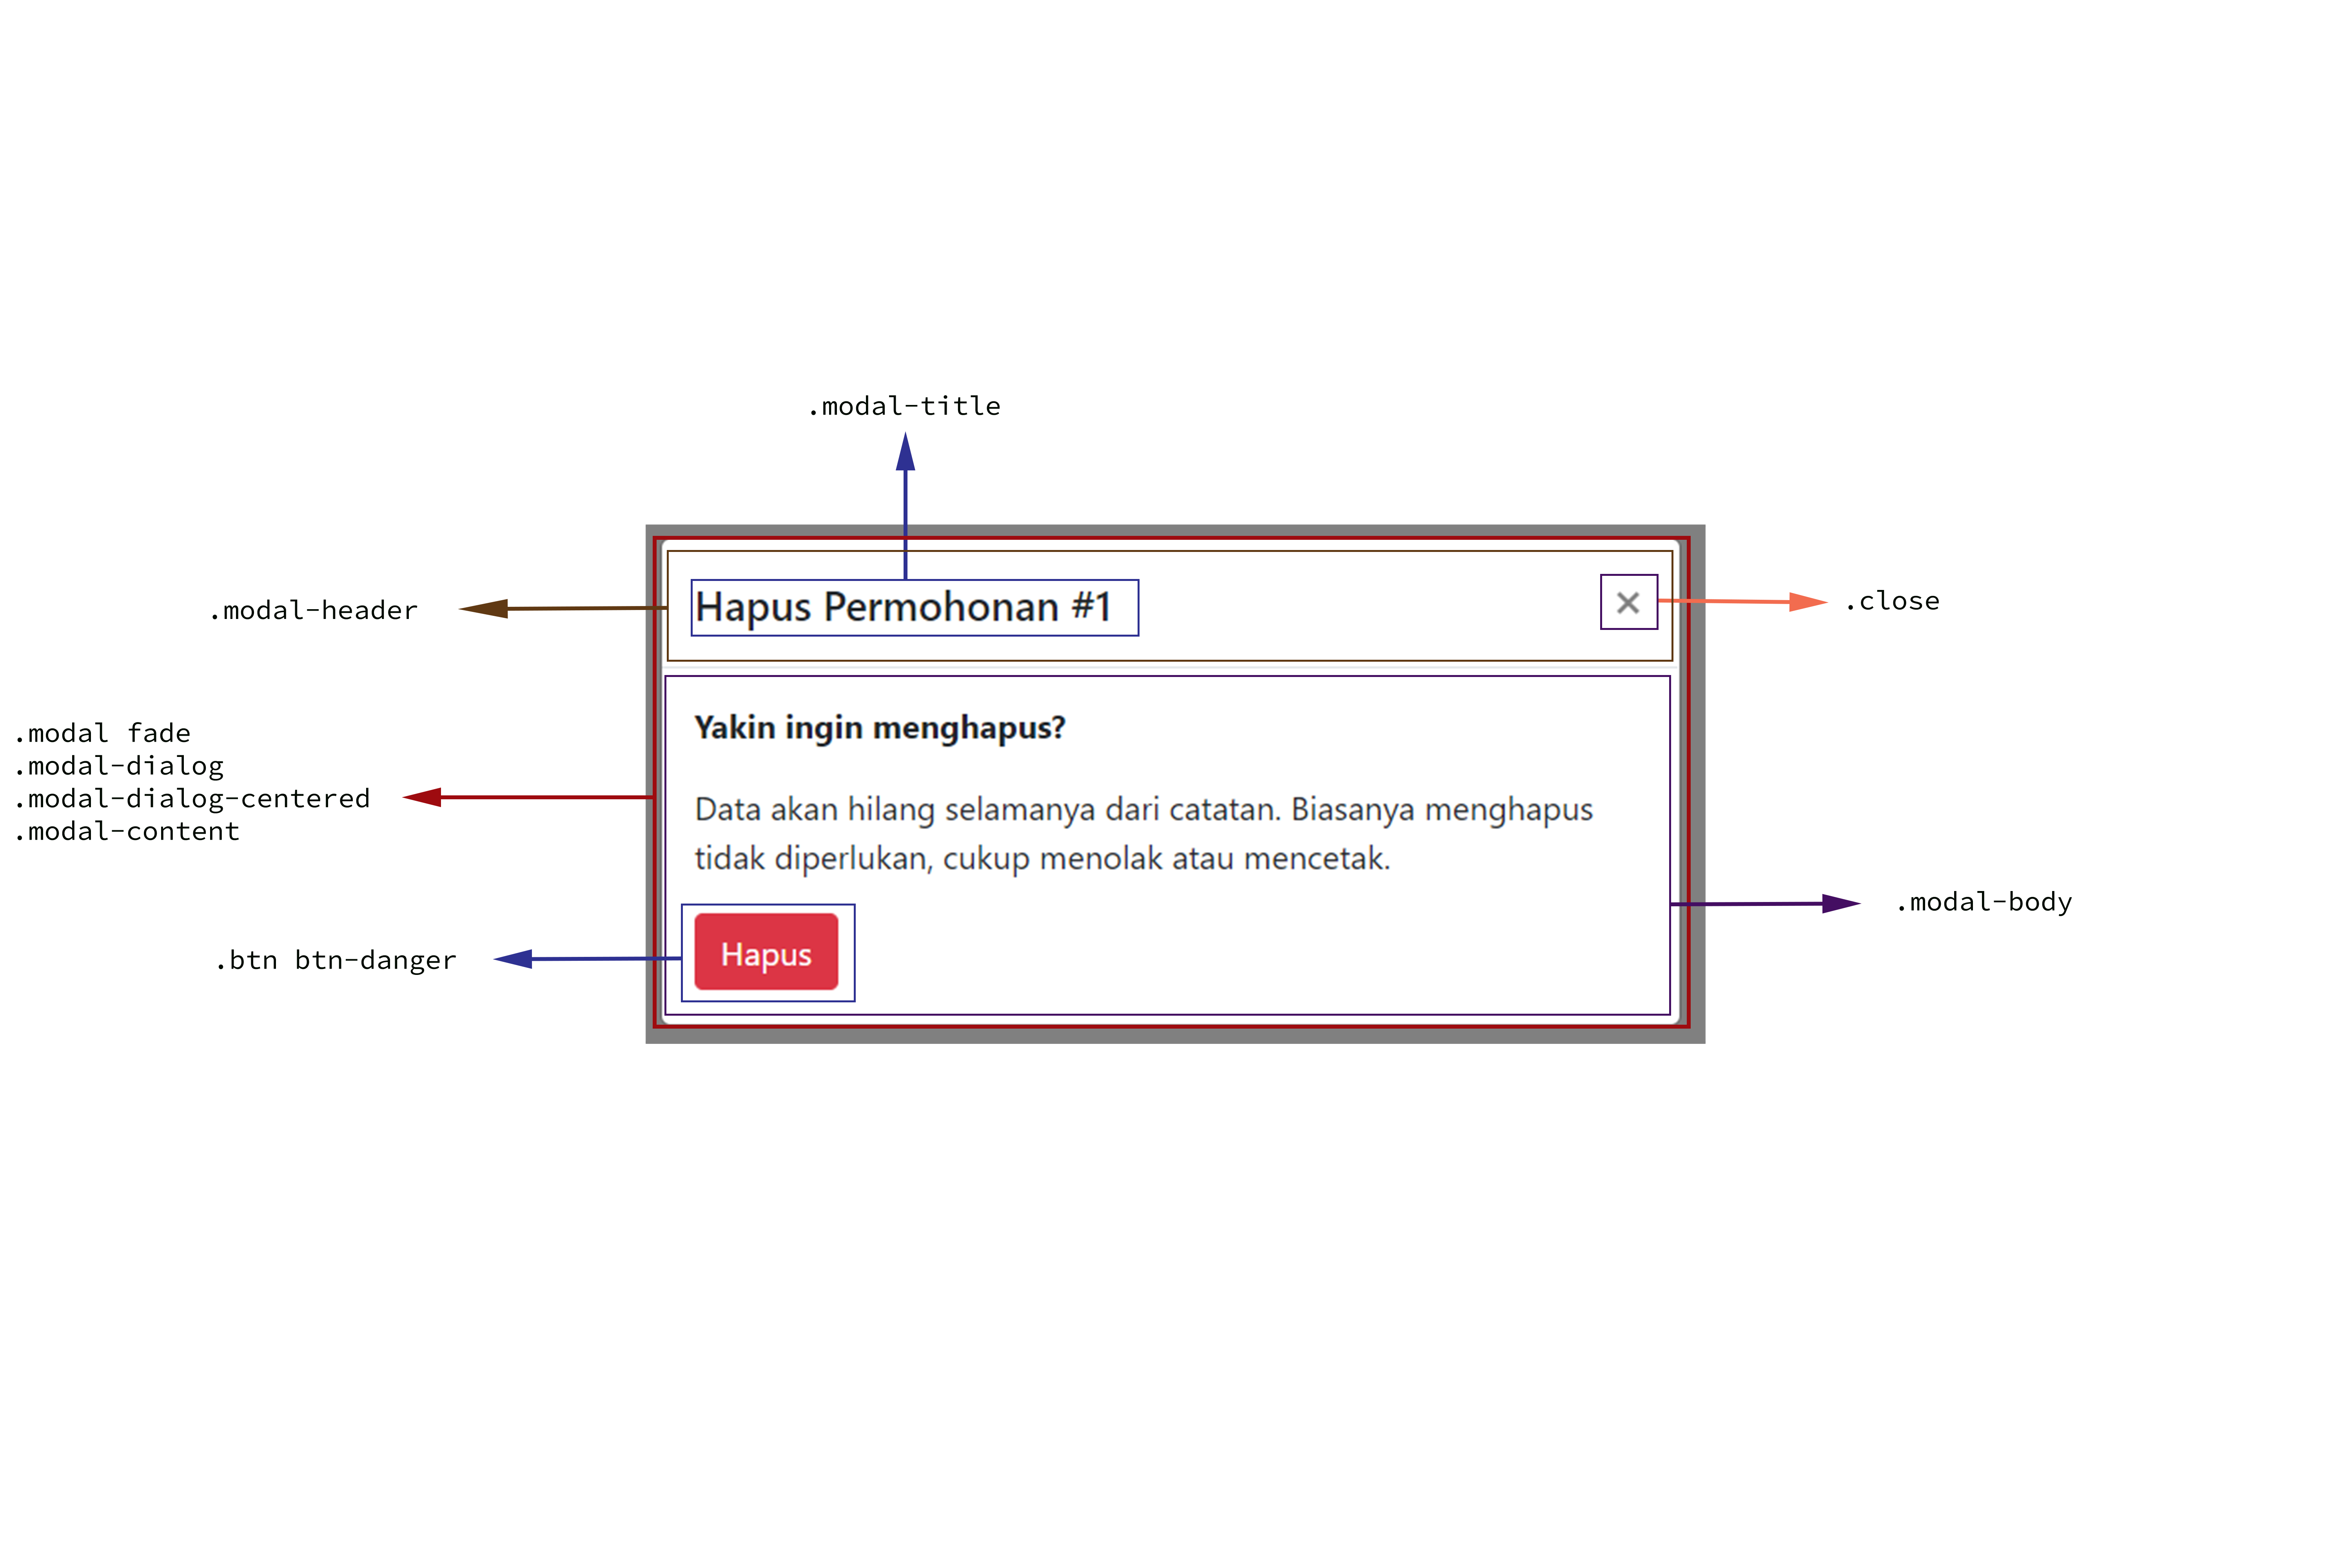 .modal-title
.modal-header
Hapus Permohonan #1
×
.close
.modal fade
.modal-dialog
.modal-dialog-centered
.modal-content
Yakin ingin menghapus?
Data akan hilang selamanya dari catatan. Biasanya menghapus
tidak diperlukan, cukup menolak atau mencetak.
.modal-body
.btn btn-danger
Hapus